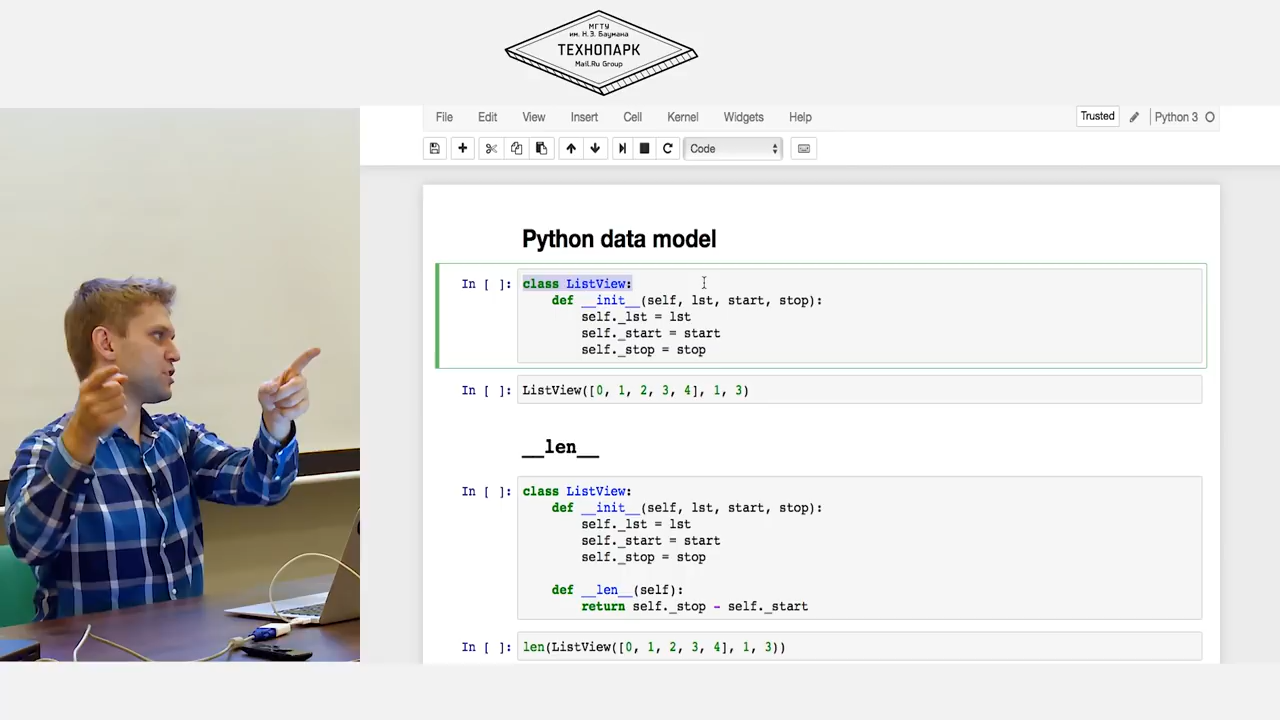 МГТУ
им. Н.Э. Баумана
ТЕХНОПАРК
Mail.Ru Group
File Edit View Insert Cell Kernel Widgets Help Trusted Python 3
Code
Python data model
In [ ]: class ListView:
    def __init__(self, lst, start, stop):
        self._lst = lst
        self._start = start
        self._stop = stop
In [ ]: ListView([0, 1, 2, 3, 4], 1, 3)
__len__
In [ ]: class ListView:
    def __init__(self, lst, start, stop):
        self._lst = lst
        self._start = start
        self._stop = stop
    def __len__(self):
        return self._stop - self._start
In [ ]: len(ListView([0, 1, 2, 3, 4], 1, 3))